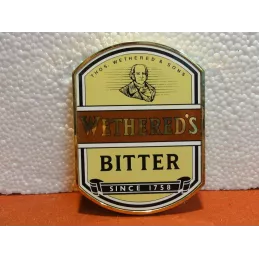 THOS. WETHERED & SONS
WETHERED'S
BITTER
SINCE 1758